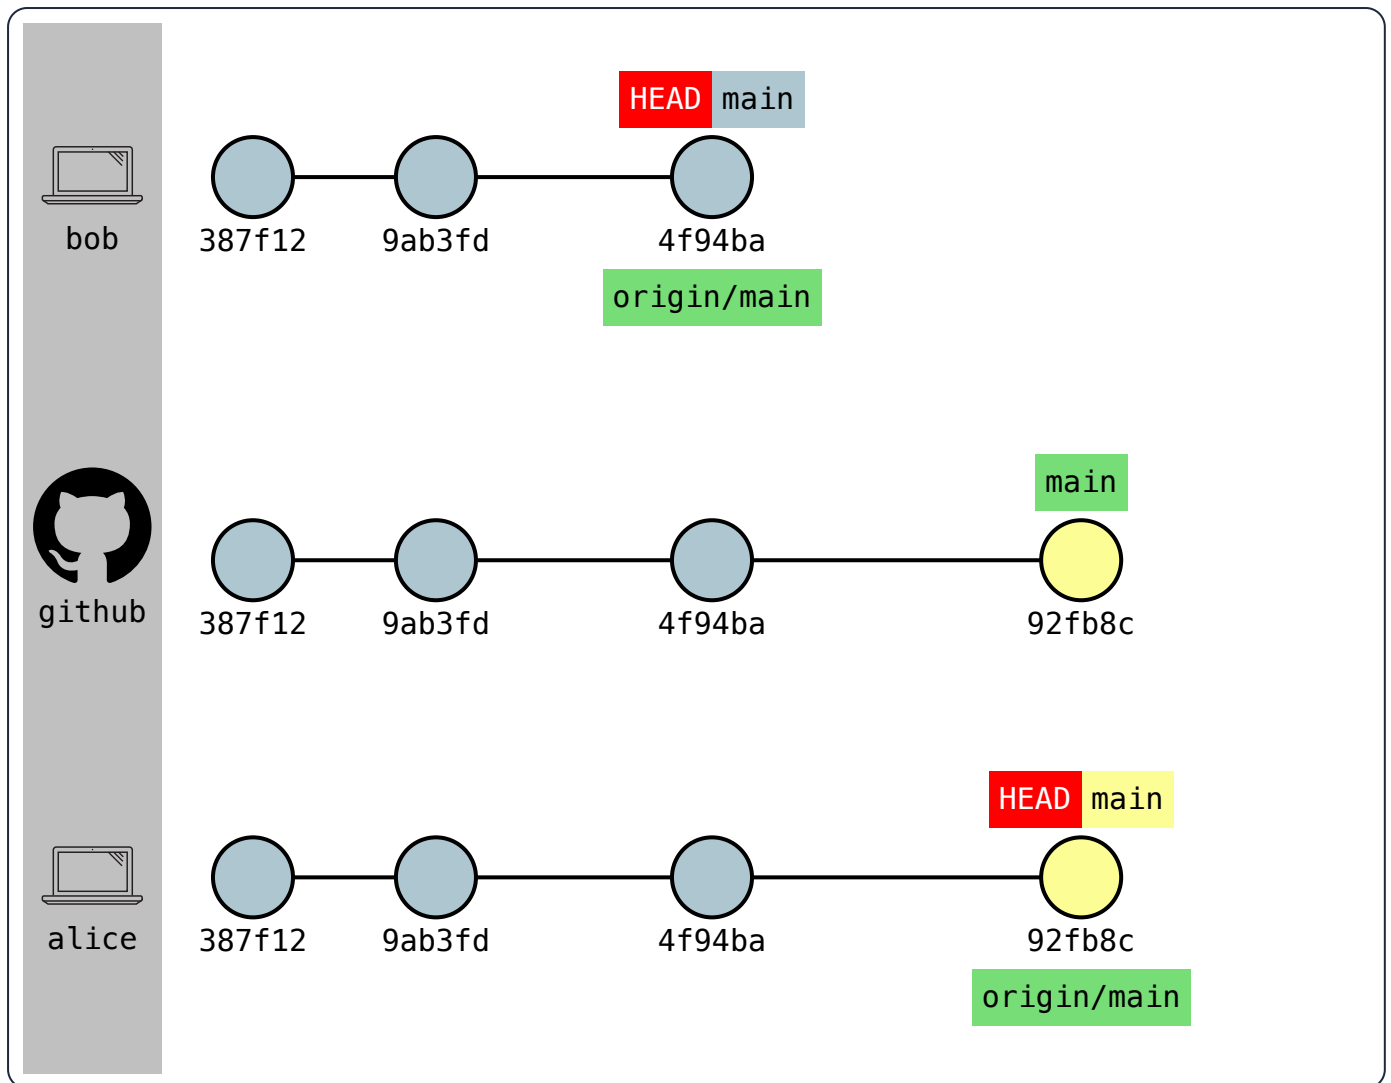 HEAD main
bob
387f12 9ab3fd 4f94ba
origin/main
main
github
387f12 9ab3fd 4f94ba 92fb8c
HEAD main
alice
387f12 9ab3fd 4f94ba 92fb8c
origin/main